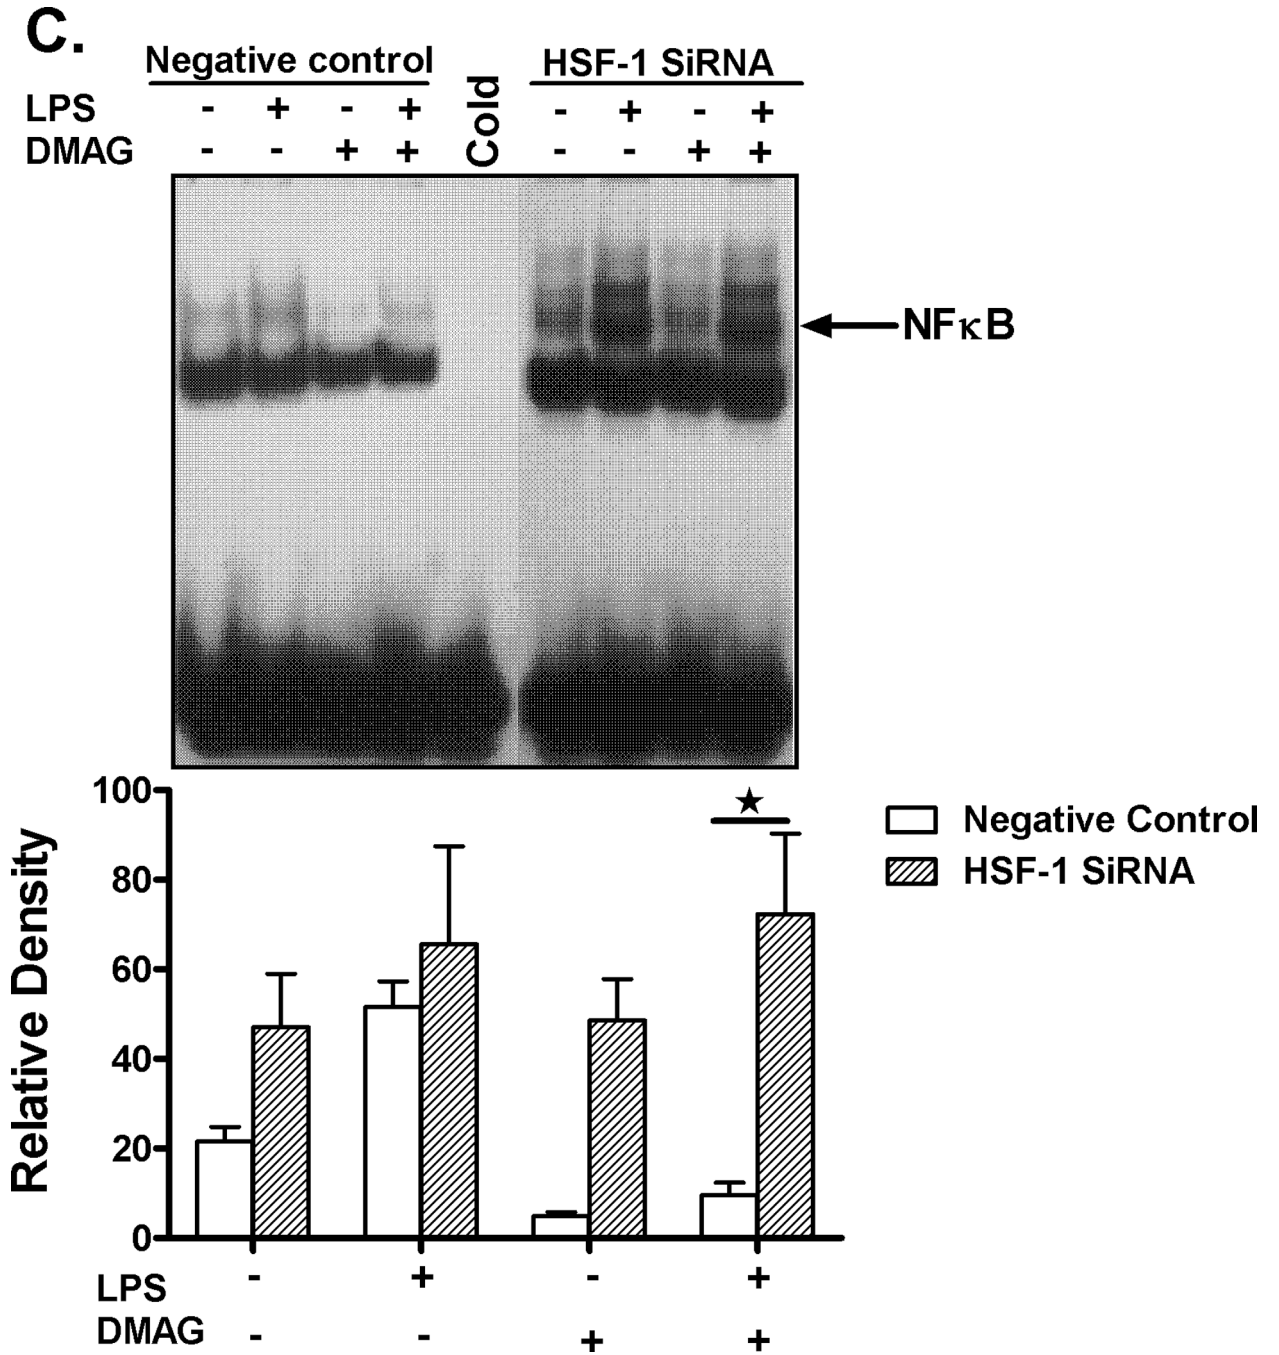 C.
Negative control
HSF-1 SiRNA
Cold
LPS - + - + - + - +
DMAG - - + + - - + +
NFκB
100
80
60
40
20
0
Relative Density
★
Negative Control
HSF-1 SiRNA
LPS - + - +
DMAG - - + +